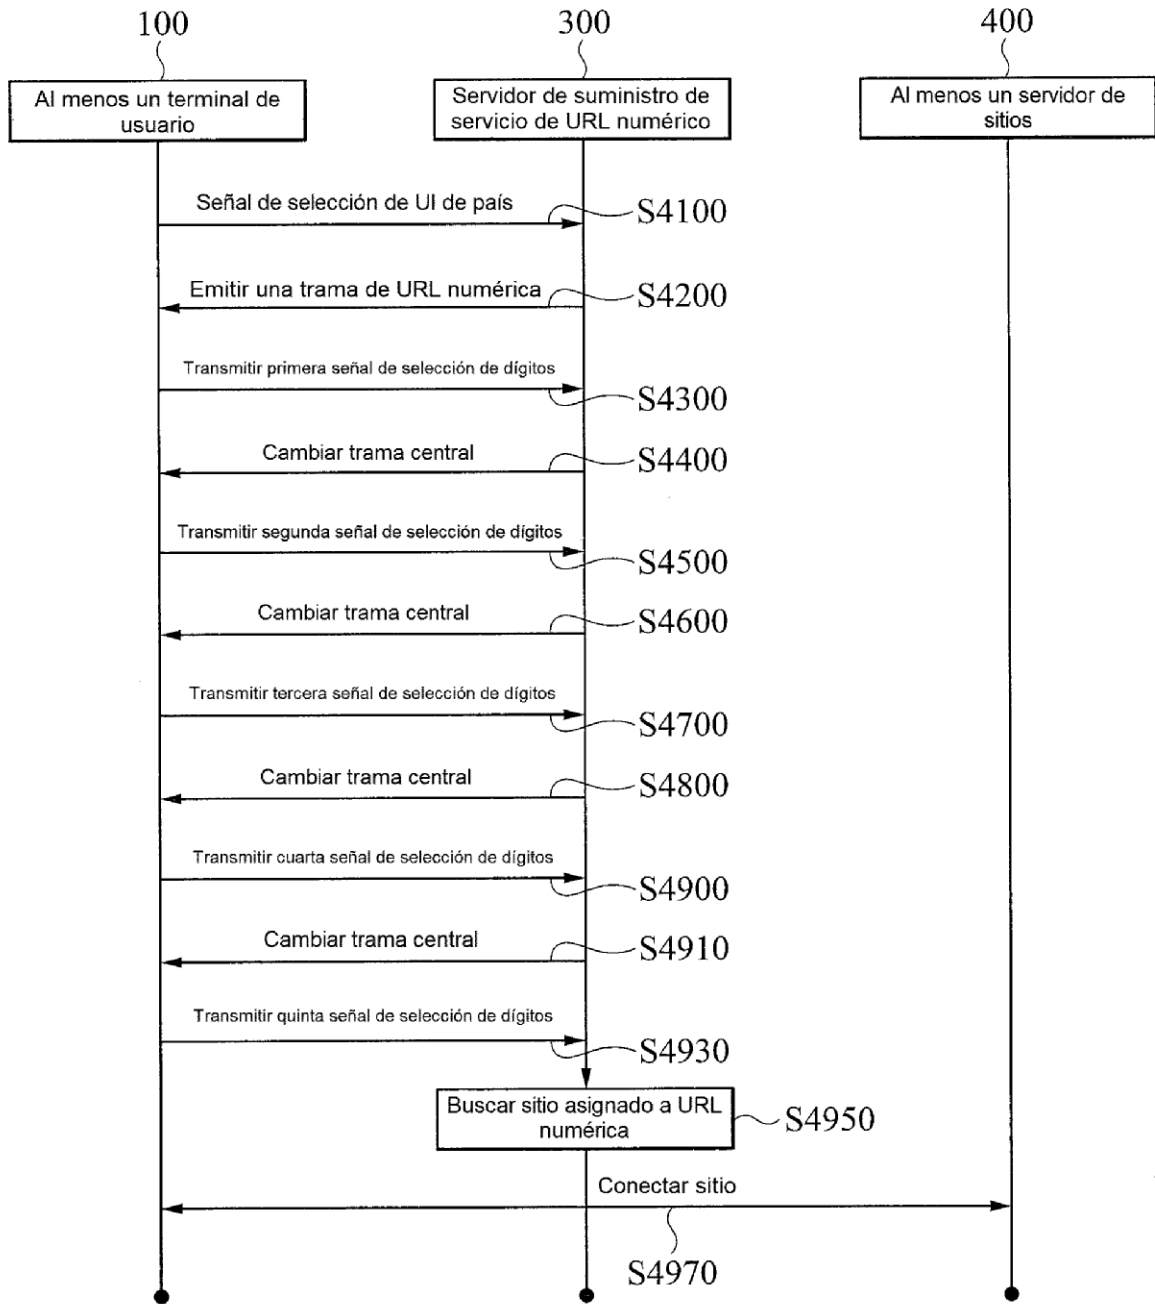 100
300
400
Al menos un terminal de
usuario
Servidor de suministro de
servicio de URL numérico
Al menos un servidor de
sitios
Señal de selección de UI de país
S4100
Emitir una trama de URL numérica
S4200
Transmitir primera señal de selección de dígitos
S4300
Cambiar trama central
S4400
Transmitir segunda señal de selección de dígitos
S4500
Cambiar trama central
S4600
Transmitir tercera señal de selección de dígitos
S4700
Cambiar trama central
S4800
Transmitir cuarta señal de selección de dígitos
S4900
Cambiar trama central
S4910
Transmitir quinta señal de selección de dígitos
S4930
Buscar sitio asignado a URL
numérica
S4950
Conectar sitio
S4970